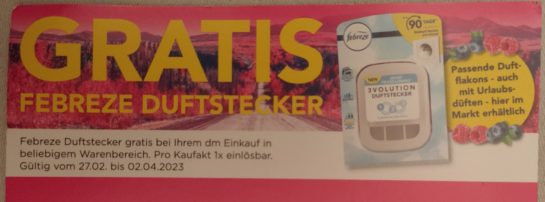 GRATIS
FEBREZE DUFTSTECKER
Febreze Duftstecker gratis bei Ihrem dm Einkauf in
beliebigem Warenbereich. Pro Kaufakt 1x einlösbar.
Gültig vom 27.02. bis 02.04.2023
febreze
90
TAGE
NEW
3VOLUTION
DUFTSTECKER
Passende Duft-
flakons - auch
mit Urlaubs-
düften - hier im
Markt erhältlich